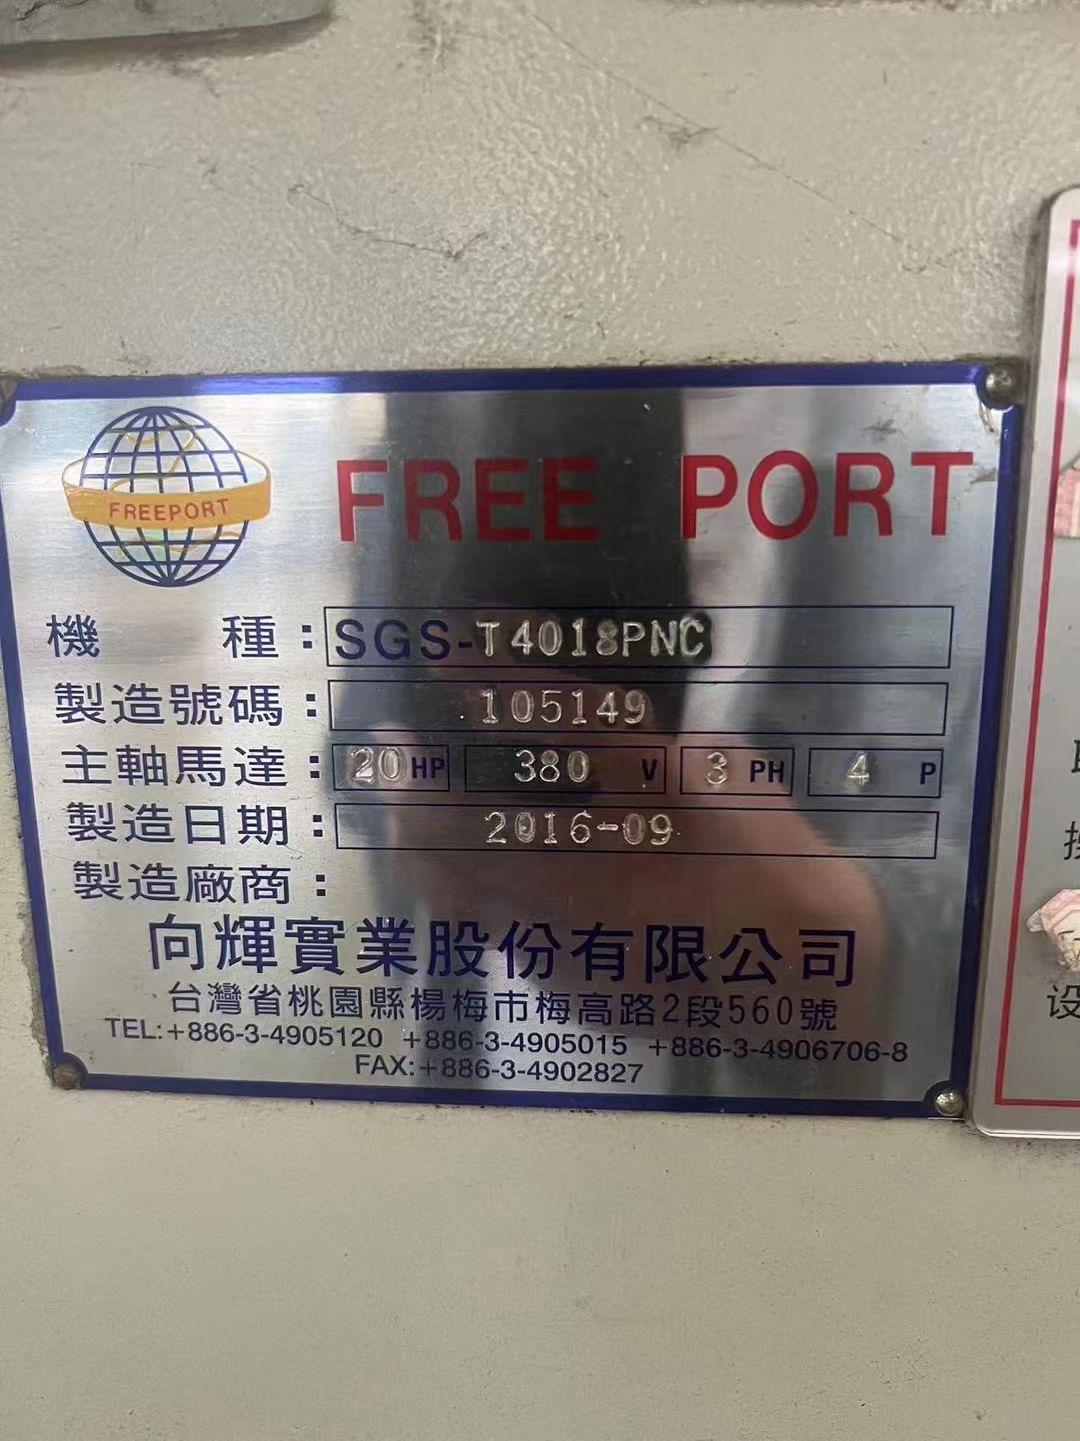 FREEPORT
FREE PORT
機 種：SGS-T4018PNC
製造號碼：105149
主軸馬達：20HP 380 V 3 PH 4 P
製造日期：2016-09
製造廠商：
向輝實業股份有限公司
台灣省桃園縣楊梅市梅高路2段560號
TEL:+886-3-4905120 +886-3-4905015 +886-3-4906706-8
FAX:+886-3-4902827
设